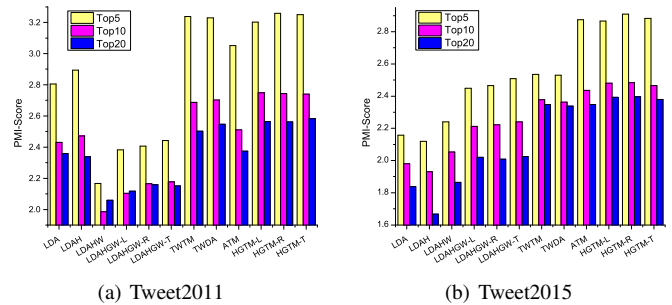 Top5
Top10
Top20
PMI-Score
3.2
3.0
2.8
2.6
2.4
2.2
2.0
LDA
LDAH
LDAHW
LDAHGW-L
LDAHGW-R
LDAHGW-T
TWTM
TWDA
ATM
HGTM-L
HGTM-R
HGTM-T
(a) Tweet2011
Top5
Top10
Top20
PMI-Score
2.8
2.6
2.4
2.2
2.0
1.8
1.6
LDA
LDAH
LDAHW
LDAHGW-L
LDAHGW-R
LDAHGW-T
TWTM
TWDA
ATM
HGTM-L
HGTM-R
HGTM-T
(b) Tweet2015